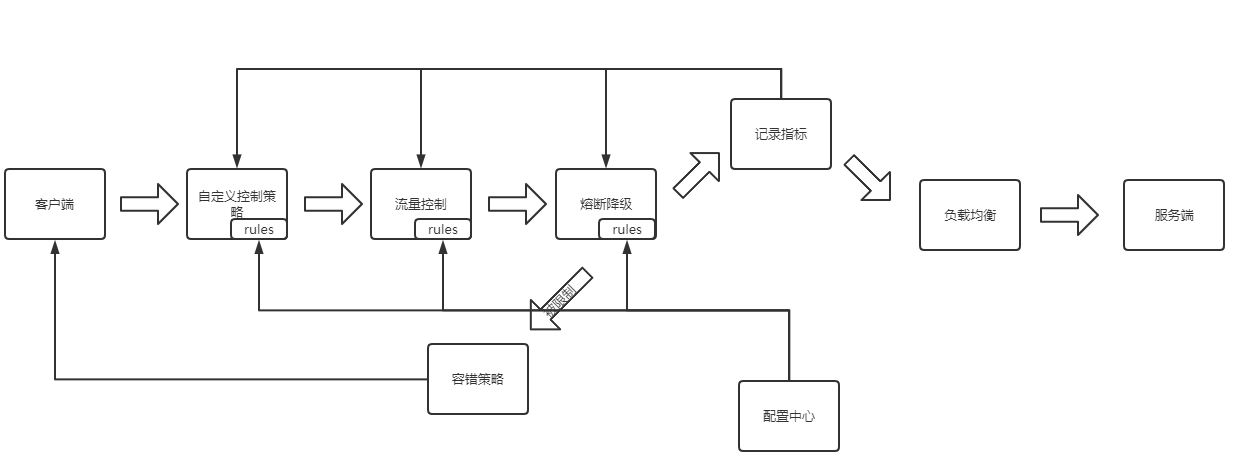 记录指标
客户端
自定义控制策
略
rules
流量控制
rules
熔断降级
rules
负载均衡
服务端
被限制
容错策略
配置中心